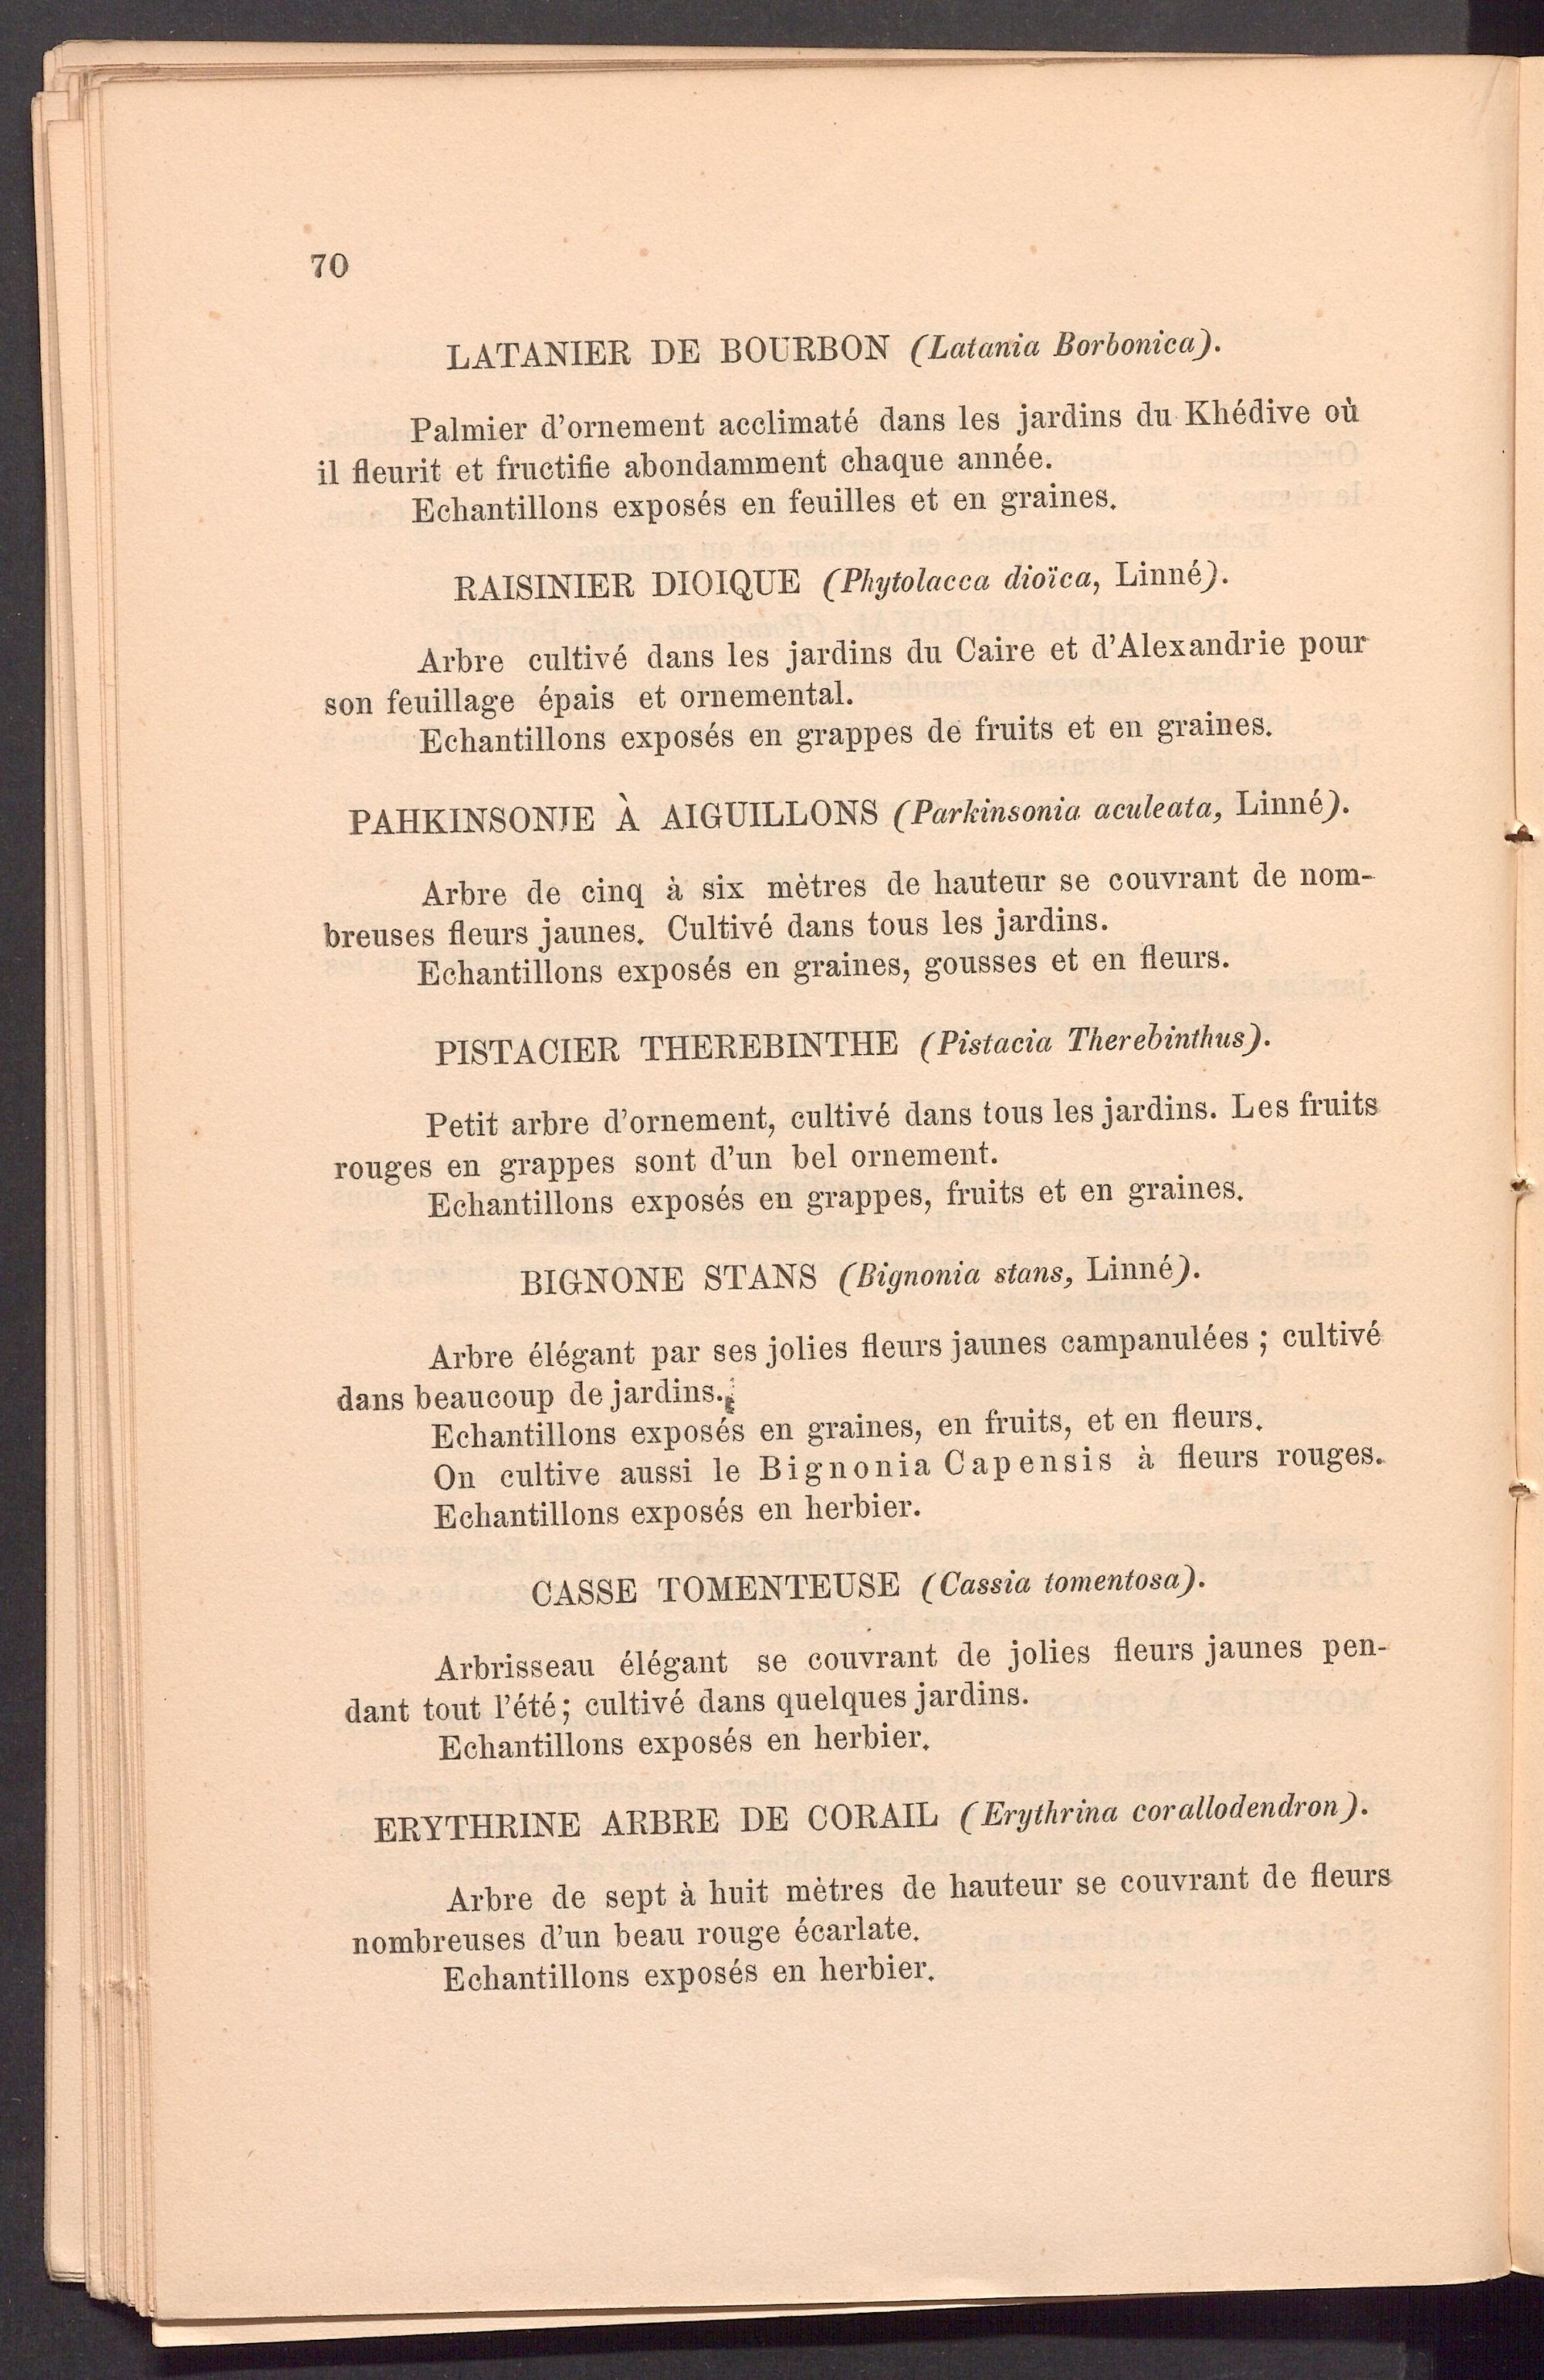 70
LATANIER DE BOURBON (Latania Borbonica).
Palmier d'ornement acclimaté dans les jardins du Khédive où
il fleurit et fructifie abondamment chaque année.
Echantillons exposés en feuilles et en graines.
RAISINIER DIOIQUE (Phytolacca dioïca, Linné).
Arbre cultivé dans les jardins du Caire et d'Alexandrie pour
son feuillage épais et ornemental.
Echantillons exposés en grappes de fruits et en graines.
PAHKINSONIE À AIGUILLONS (Parkinsonia aculeata, Linné).
Arbre de cinq à six mètres de hauteur se couvrant de nom-
breuses fleurs jaunes. Cultivé dans tous les jardins.
Echantillons exposés en graines, gousses et en fleurs.
PISTACIER THEREBINTHE (Pistacia Therebinthus).
Petit arbre d'ornement, cultivé dans tous les jardins. Les fruits
rouges en grappes sont d'un bel ornement.
Echantillons exposés en grappes, fruits et en graines.
BIGNONE STANS (Bignonia stans, Linné).
Arbre élégant par ses jolies fleurs jaunes campanulées ; cultivé
dans beaucoup de jardins.
Echantillons exposés en graines, en fruits, et en fleurs.
On cultive aussi le Bignonia Capensis à fleurs rouges.
Echantillons exposés en herbier.
CASSE TOMENTEUSE (Cassia tomentosa).
Arbrisseau élégant se couvrant de jolies fleurs jaunes pen-
dant tout l'été; cultivé dans quelques jardins.
Echantillons exposés en herbier.
ERYTHRINE ARBRE DE CORAIL (Erythrina corallodendron).
Arbre de sept à huit mètres de hauteur se couvrant de fleurs
nombreuses d'un beau rouge écarlate.
Echantillons exposés en herbier.